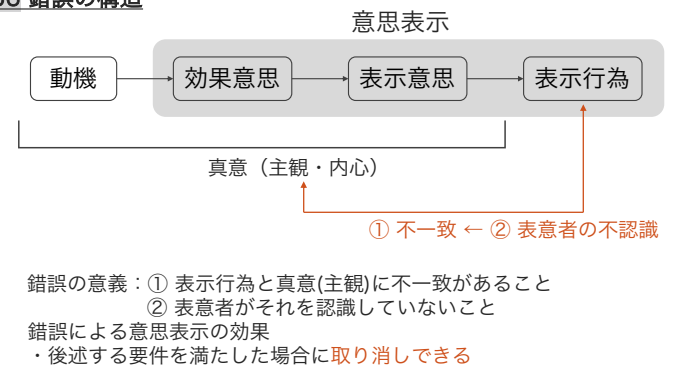 錯誤の構造
意思表示
動機 効果意思 表示意思 表示行為
真意（主観・内心）
① 不一致 ← ② 表意者の不認識
錯誤の意義：① 表示行為と真意(主観)に不一致があること
② 表意者がそれを認識していないこと
錯誤による意思表示の効果
・後述する要件を満たした場合に取り消しできる